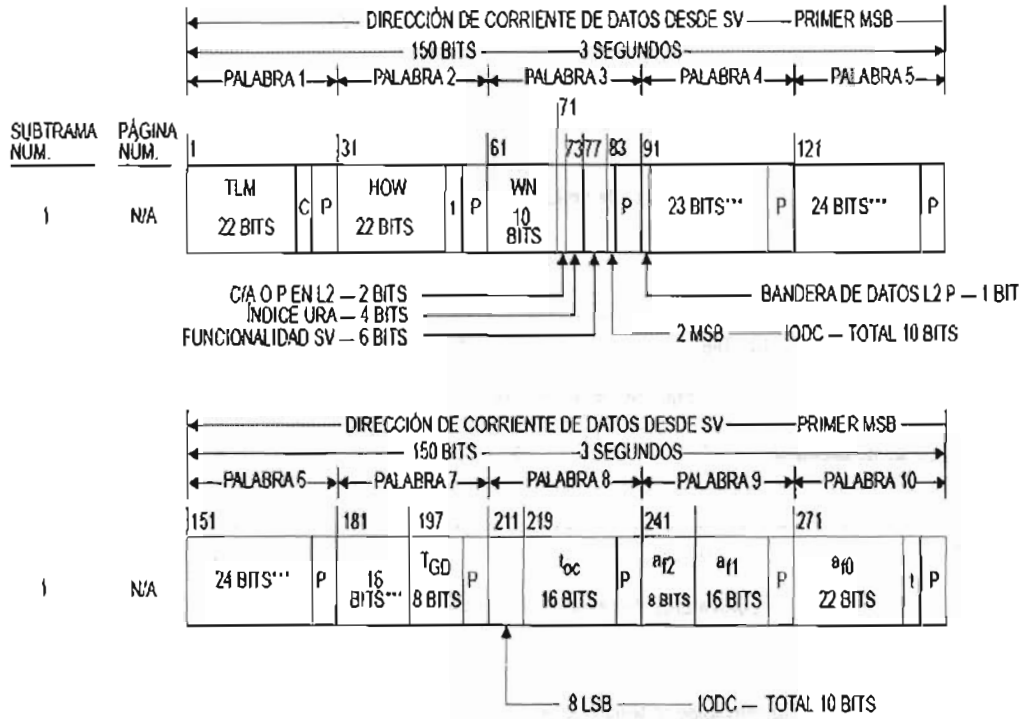 DIRECCIÓN DE CORRIENTE DE DATOS DESDE SV PRIMER MSB
150 BITS 3 SEGUNDOS
PALABRA 1 PALABRA 2 PALABRA 3 PALABRA 4 PALABRA 5
SUBTRAMA NÚM. PÁGINA NÚM.
1 31 61 71 73 77 83 91 121
1 N/A
TLM 22 BITS C P
HOW 22 BITS t P
WN 10 BITS P
23 BITS*** P
24 BITS*** P
C/A O P EN L2 — 2 BITS
ÍNDICE URA — 4 BITS
FUNCIONALIDAD SV — 6 BITS
BANDERA DE DATOS L2 P — 1 BIT
2 MSB IODC — TOTAL 10 BITS
DIRECCIÓN DE CORRIENTE DE DATOS DESDE SV PRIMER MSB
150 BITS 3 SEGUNDOS
PALABRA 6 PALABRA 7 PALABRA 8 PALABRA 9 PALABRA 10
151 181 197 211 219 241 271
1 N/A
24 BITS*** P
16 BITS***
TGD 8 BITS P
toc 16 BITS P
af2 8 BITS
af1 16 BITS P
af0 22 BITS t P
8 LSB IODC — TOTAL 10 BITS